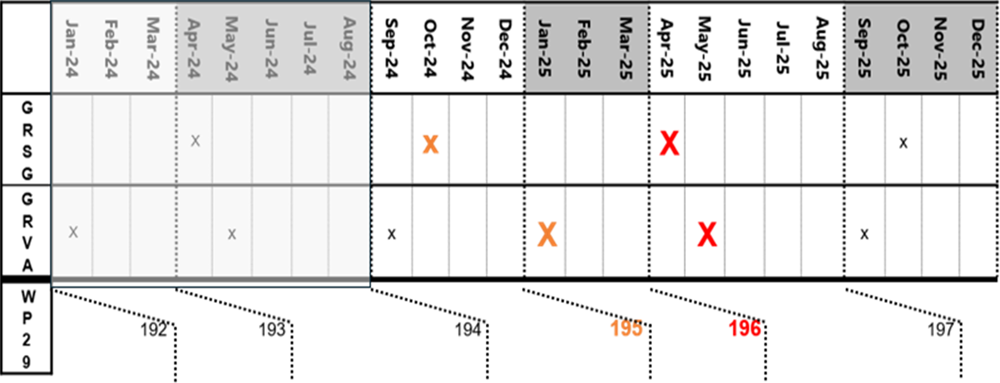 Jan-24 Feb-24 Mar-24 Apr-24 May-24 Jun-24 Jul-24 Aug-24 Sep-24 Oct-24 Nov-24 Dec-24 Jan-25 Feb-25 Mar-25 Apr-25 May-25 Jun-25 Jul-25 Aug-25 Sep-25 Oct-25 Nov-25 Dec-25
GRSG x x X x
GRVA x x x X X x
WP29 192 193 194 195 196 197